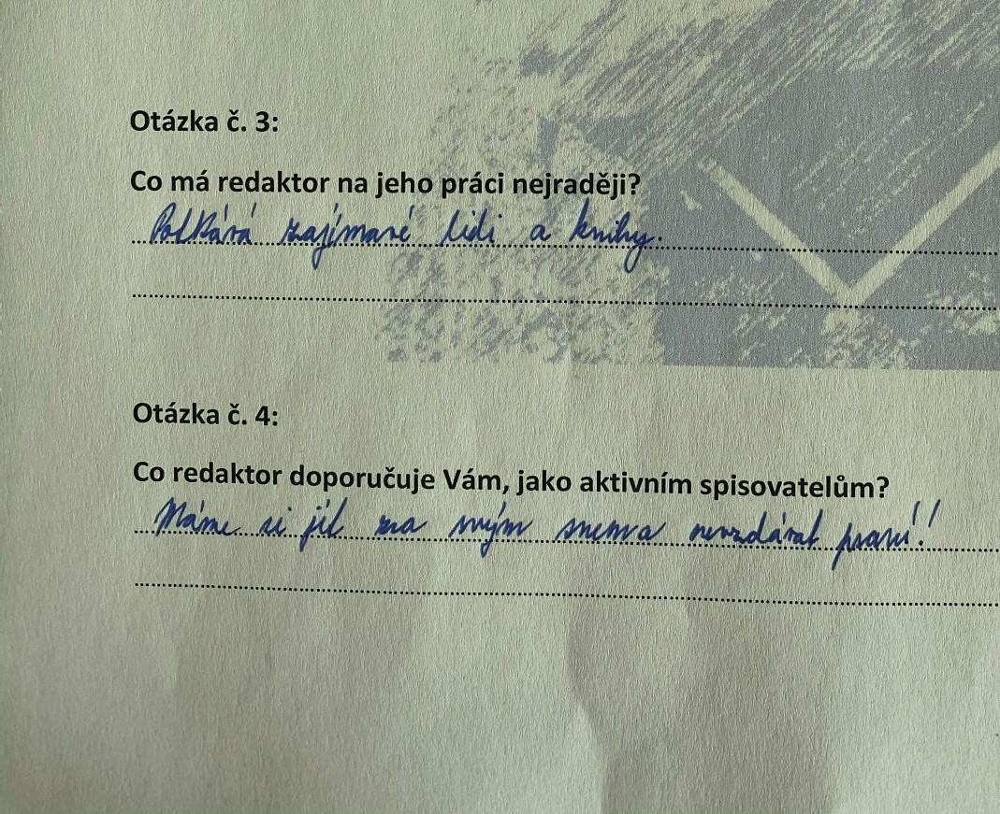 Otázka č. 3:
Co má redaktor na jeho práci nejraději?
Potkává zajímavé lidi a knihy.
Otázka č. 4:
Co redaktor doporučuje Vám, jako aktivním spisovatelům?
Máme si jít za svým snem a nevzdávat psaní!!